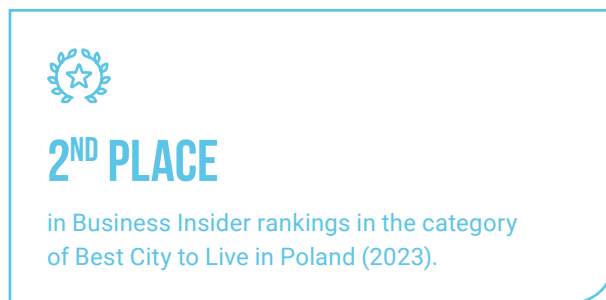 2ND PLACE
in Business Insider rankings in the category
of Best City to Live in Poland (2023).